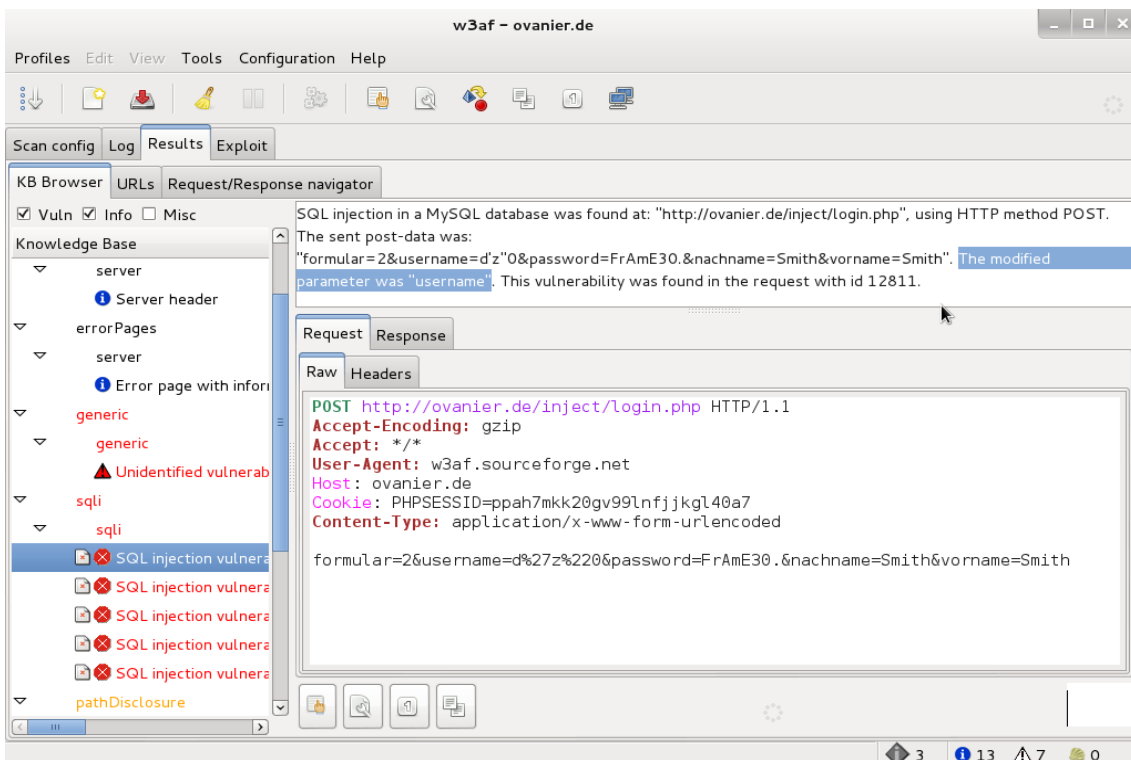 w3af - ovanier.de
Profiles Edit View Tools Configuration Help
Scan config Log Results Exploit
KB Browser URLs Request/Response navigator
Vuln Info Misc
Knowledge Base
server
Server header
errorPages
server
Error page with infor
generic
generic
Unidentified vulnerab
sqli
sqli
SQL injection vulnera
SQL injection vulnera
SQL injection vulnera
SQL injection vulnera
SQL injection vulnera
pathDisclosure
SQL injection in a MySQL database was found at: "http://ovanier.de/inject/login.php", using HTTP method POST.
The sent post-data was:
"formular=2&username=d'z"0&password=FrAmE30.&nachname=Smith&vorname=Smith". The modified
parameter was "username". This vulnerability was found in the request with id 12811.
Request Response
Raw Headers
POST http://ovanier.de/inject/login.php HTTP/1.1
Accept-Encoding: gzip
Accept: */*
User-Agent: w3af.sourceforge.net
Host: ovanier.de
Cookie: PHPSESSID=ppah7mkk20gv99lnfjjkgl40a7
Content-Type: application/x-www-form-urlencoded
formular=2&username=d%27z%220&password=FrAmE30.&nachname=Smith&vorname=Smith
3 13 7 0